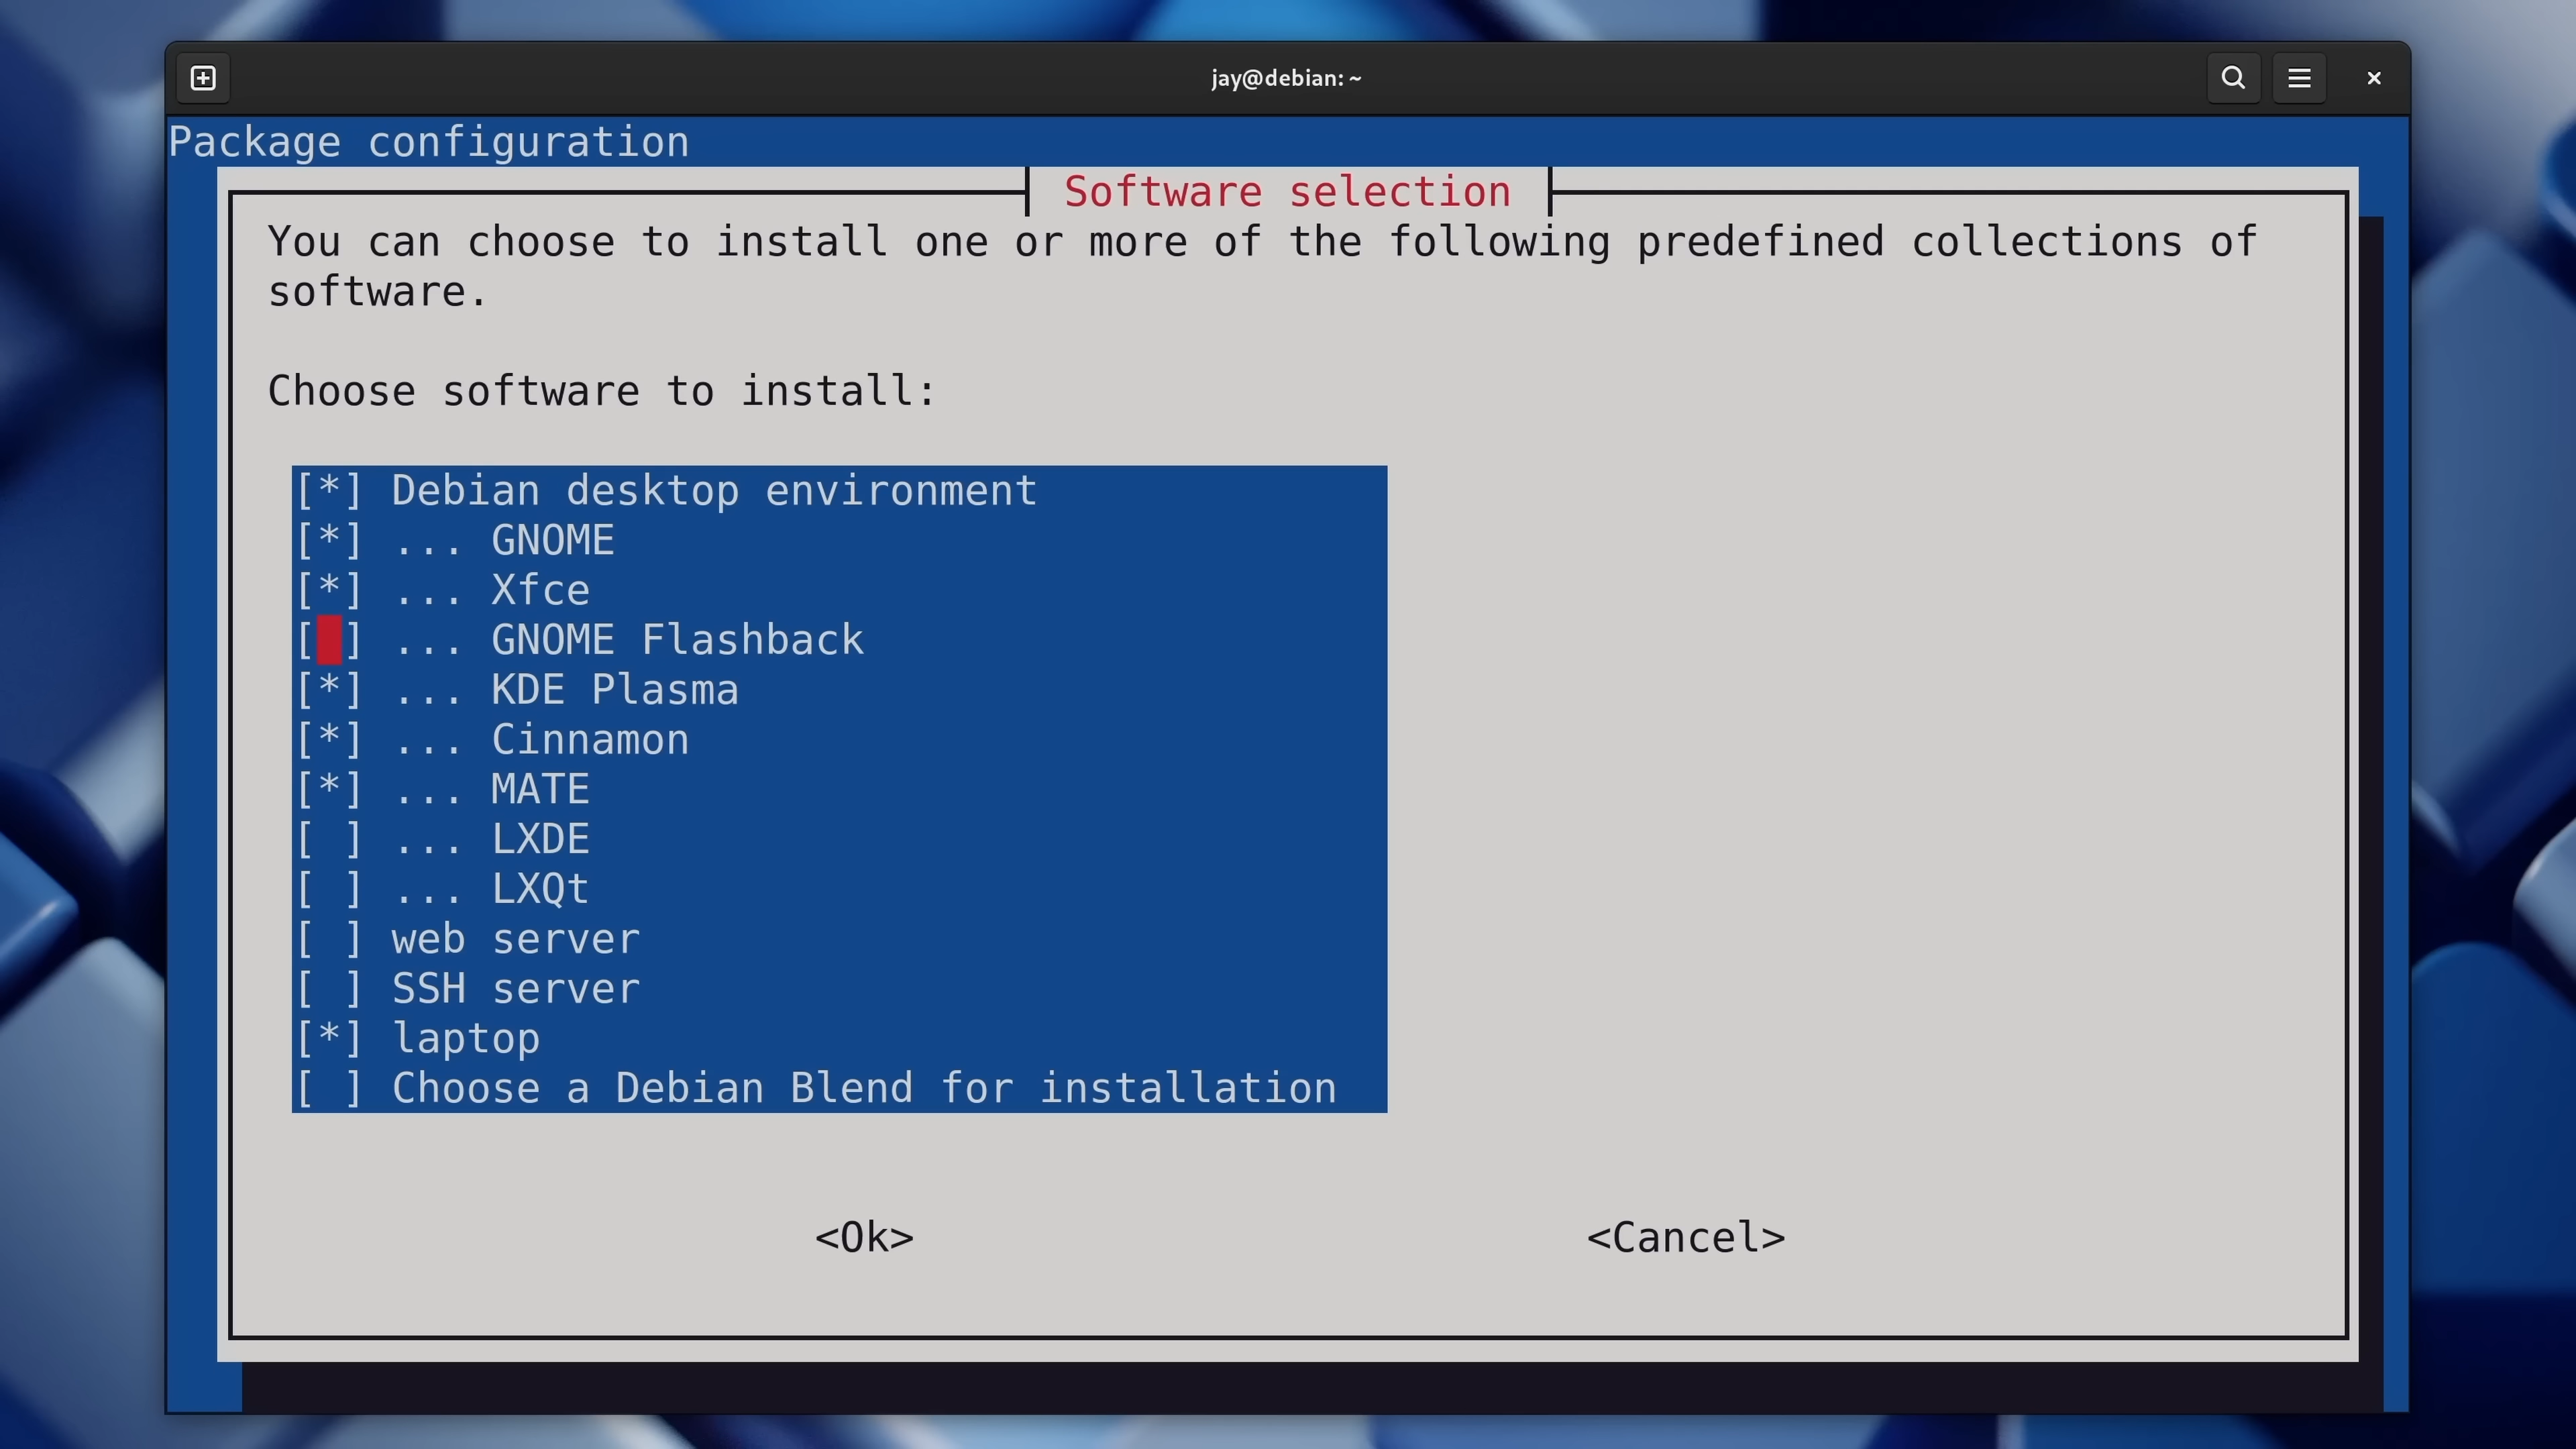 jay@debian: ~
Package configuration
Software selection
You can choose to install one or more of the following predefined collections of
software.
Choose software to install:
[*] Debian desktop environment
[*] ... GNOME
[*] ... Xfce
[ ] ... GNOME Flashback
[*] ... KDE Plasma
[*] ... Cinnamon
[*] ... MATE
[ ] ... LXDE
[ ] ... LXQt
[ ] web server
[ ] SSH server
[*] laptop
[ ] Choose a Debian Blend for installation
<Ok> <Cancel>